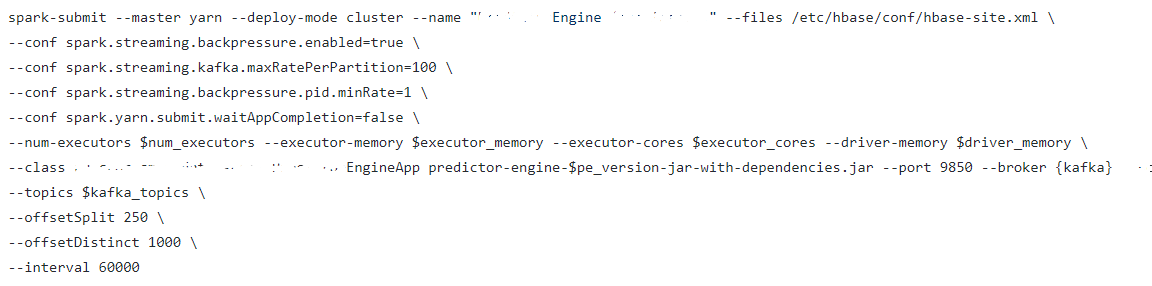 spark-submit --master yarn --deploy-mode cluster --name " Engine " --files /etc/hbase/conf/hbase-site.xml \
--conf spark.streaming.backpressure.enabled=true \
--conf spark.streaming.kafka.maxRatePerPartition=100 \
--conf spark.streaming.backpressure.pid.minRate=1 \
--conf spark.yarn.submit.waitAppCompletion=false \
--num-executors $num_executors --executor-memory $executor_memory --executor-cores $executor_cores --driver-memory $driver_memory \
--class EngineApp predictor-engine-$pe_version-jar-with-dependencies.jar --port 9850 --broker {kafka}
--topics $kafka_topics \
--offsetSplit 250 \
--offsetDistinct 1000 \
--interval 60000